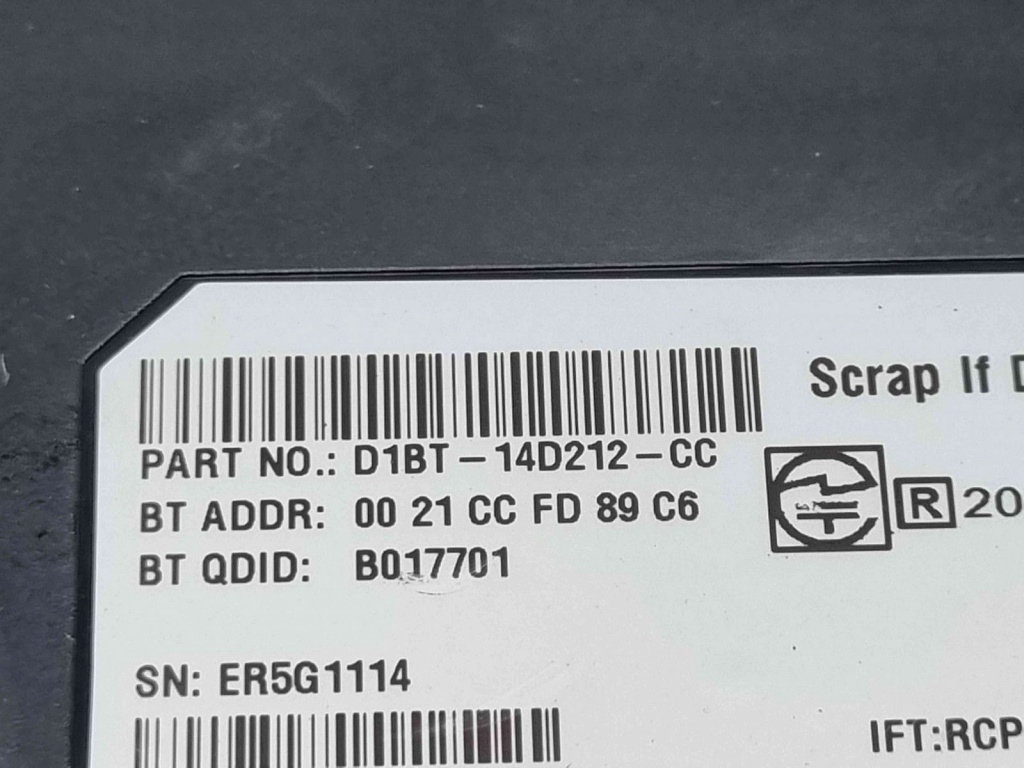 Scrap If
PART NO.: D1BT-14D212-CC
BT ADDR: 00 21 CC FD 89 C6
R 20
BT QDID: B017701
SN: ER5G1114
IFT:RCP